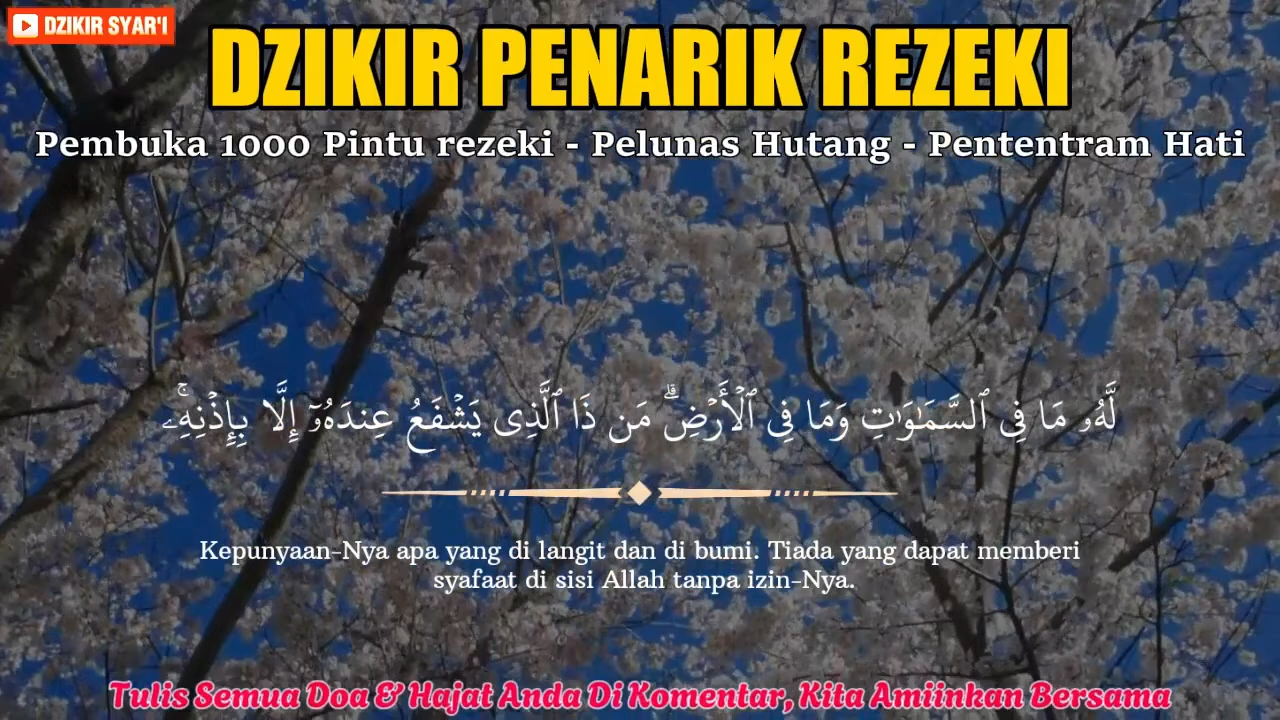 DZIKIR SYAR'I
DZIKIR PENARIK REZEKI
Pembuka 1000 Pintu rezeki - Pelunas Hutang - Pententram Hati
لَّهُۥ مَا فِى ٱلسَّمَـٰوَٰتِ وَمَا فِى ٱلْأَرْضِ ۗ مَن ذَا ٱلَّذِى يَشْفَعُ عِندَهُۥٓ إِلَّا بِإِذْنِهِۦ ۚ
Kepunyaan-Nya apa yang di langit dan di bumi. Tiada yang dapat memberi
syafaat di sisi Allah tanpa izin-Nya.
Tulis Semua Doa & Hajat Anda Di Komentar, Kita Amiinkan Bersama